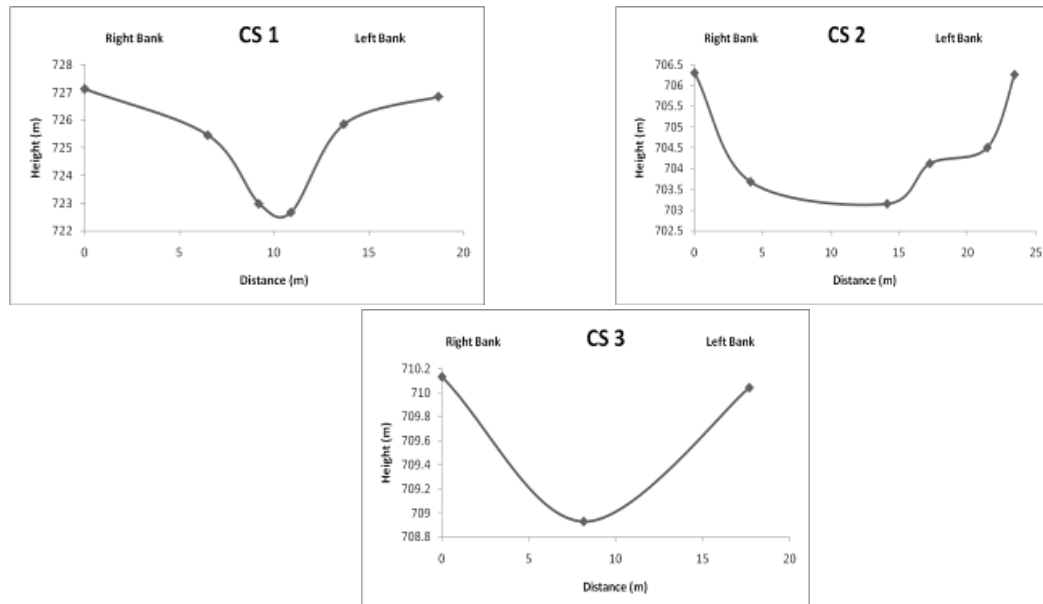 CS 1
Right Bank
Left Bank
Height (m)
728
727
726
725
724
723
722
0
5
10
15
20
Distance (m)
CS 2
Right Bank
Left Bank
Height (m)
706.5
706
705.5
705
704.5
704
703.5
703
702.5
0
5
10
15
20
25
Distance (m)
CS 3
Right Bank
Left Bank
Height (m)
710.2
710
709.8
709.6
709.4
709.2
709
708.8
0
5
10
15
20
Distance (m)